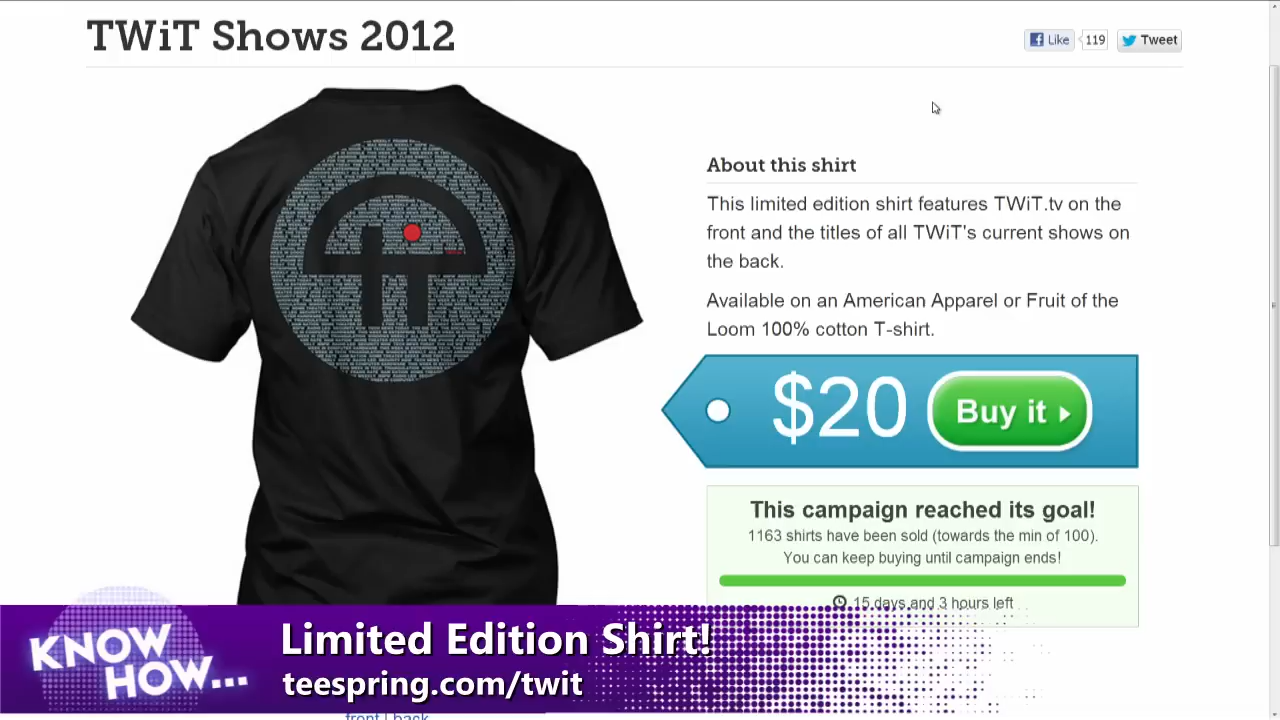 TWiT Shows 2012
Like
119
Tweet
About this shirt
This limited edition shirt features TWiT.tv on the
front and the titles of all TWiT's current shows on
the back.
Available on an American Apparel or Fruit of the
Loom 100% cotton T-shirt.
$20
Buy it
This campaign reached its goal!
1163 shirts have been sold (towards the min of 100).
You can keep buying until campaign ends!
15 days and 3 hours left
KNOW
HOW...
Limited Edition Shirt!
teespring.com/twit
front | back